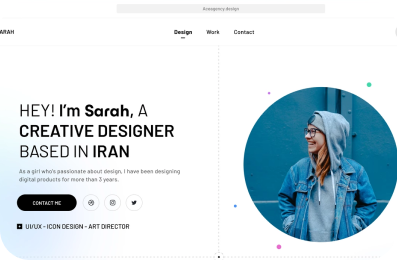 Aceagency.design
ARAH
Design Work Contact
HEY! I'm Sarah, A
CREATIVE DESIGNER
BASED IN IRAN
As a girl who's passionate about design, I have been designing
digital products for more than 3 years.
CONTACT ME
UI/UX - ICON DESIGN - ART DIRECTOR